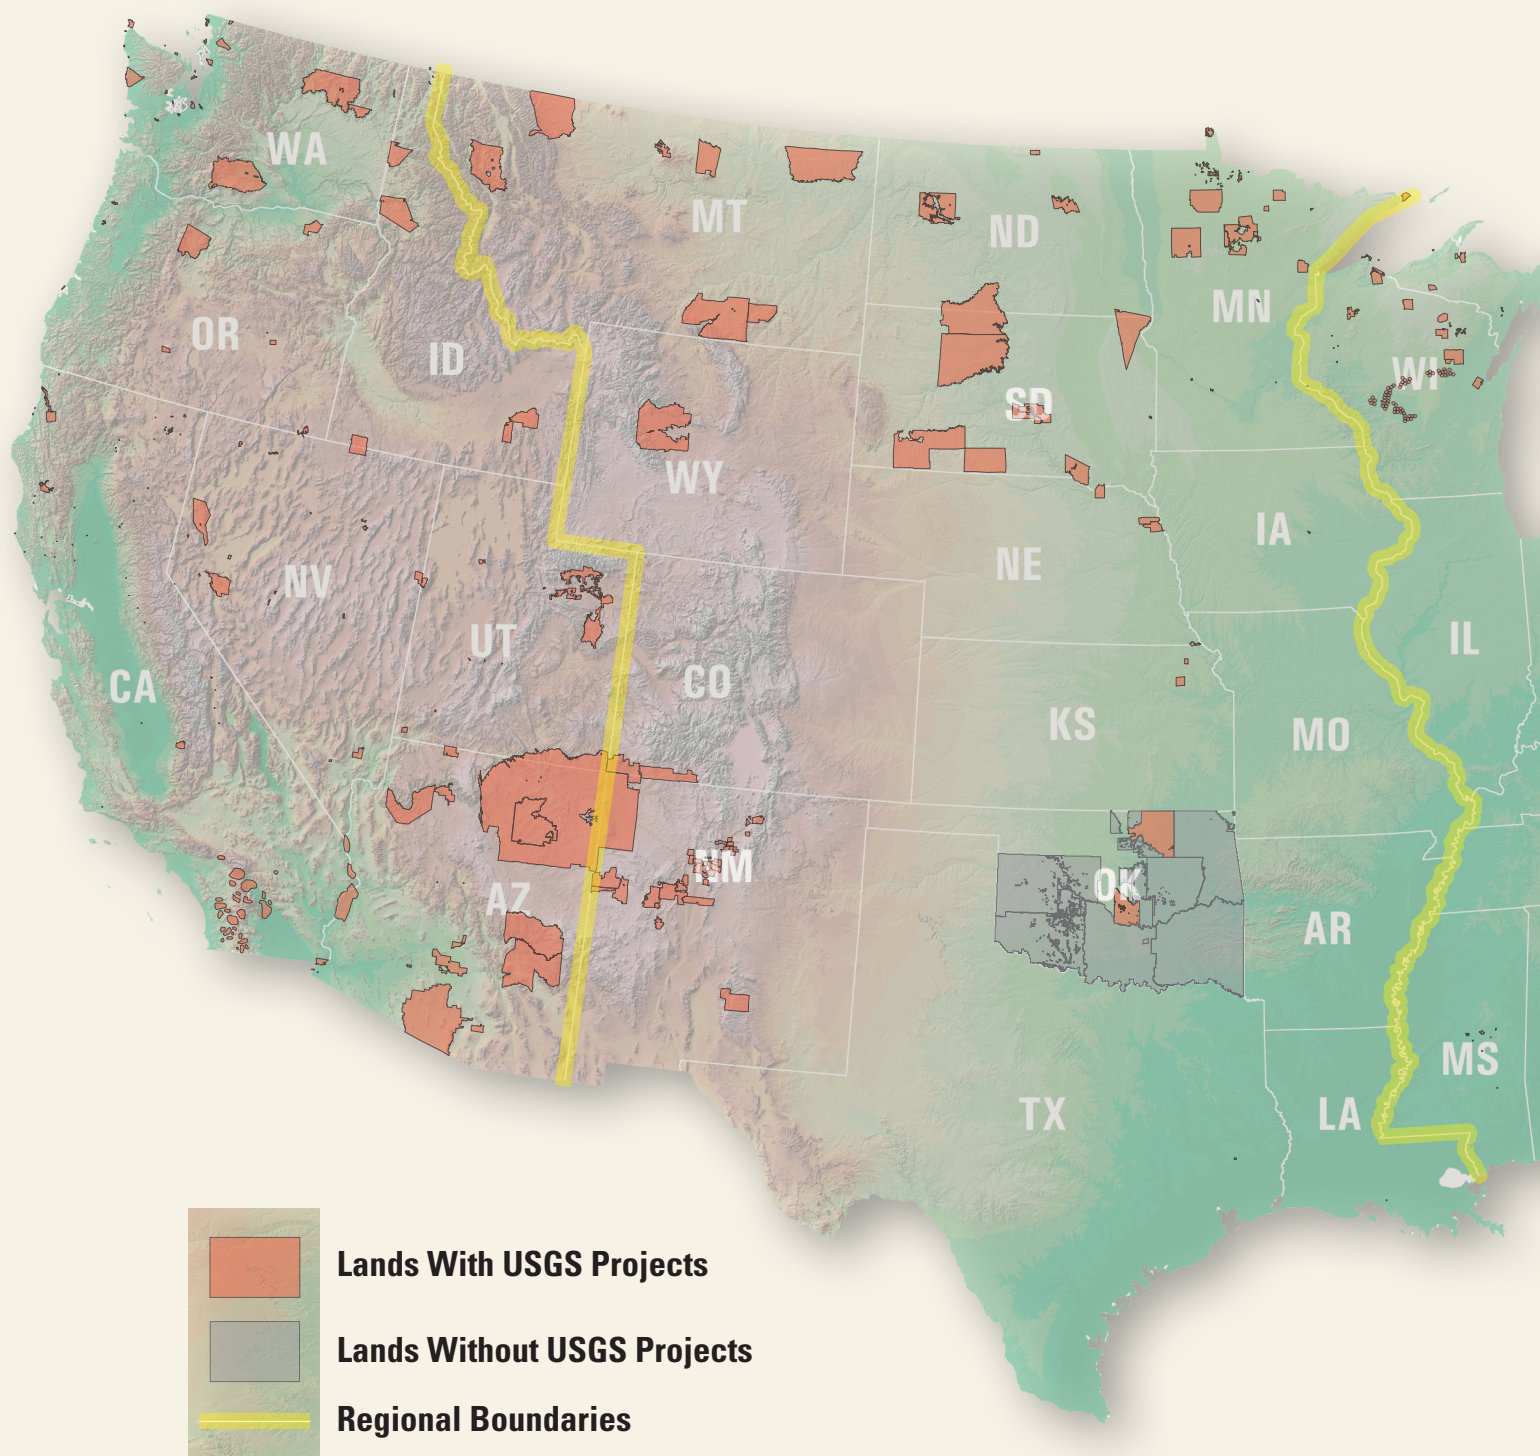 WA
MT
ND
MN
OR
ID
WI
SD
WY
IA
NE
NV
UT
IL
CA
CO
KS
MO
NM
OK
AZ
AR
MS
TX
LA
Lands With USGS Projects
Lands Without USGS Projects
Regional Boundaries